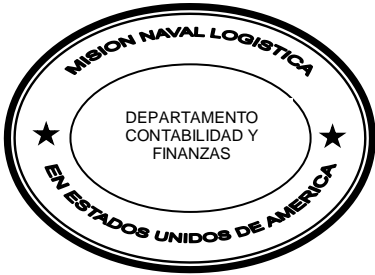 MISION NAVAL LOGISTICA
DEPARTAMENTO
CONTABILIDAD Y
FINANZAS
EN ESTADOS UNIDOS DE AMERICA